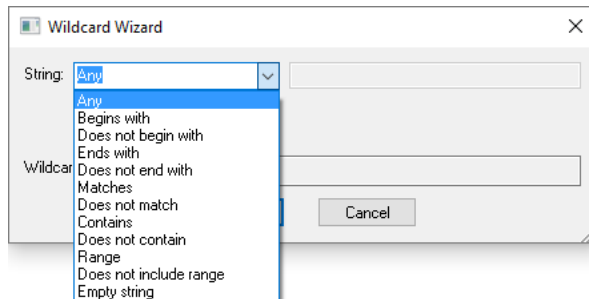 Wildcard Wizard
String: Any
Any
Begins with
Does not begin with
Ends with
Does not end with
Matches
Does not match
Contains
Does not contain
Range
Does not include range
Empty string
Cancel